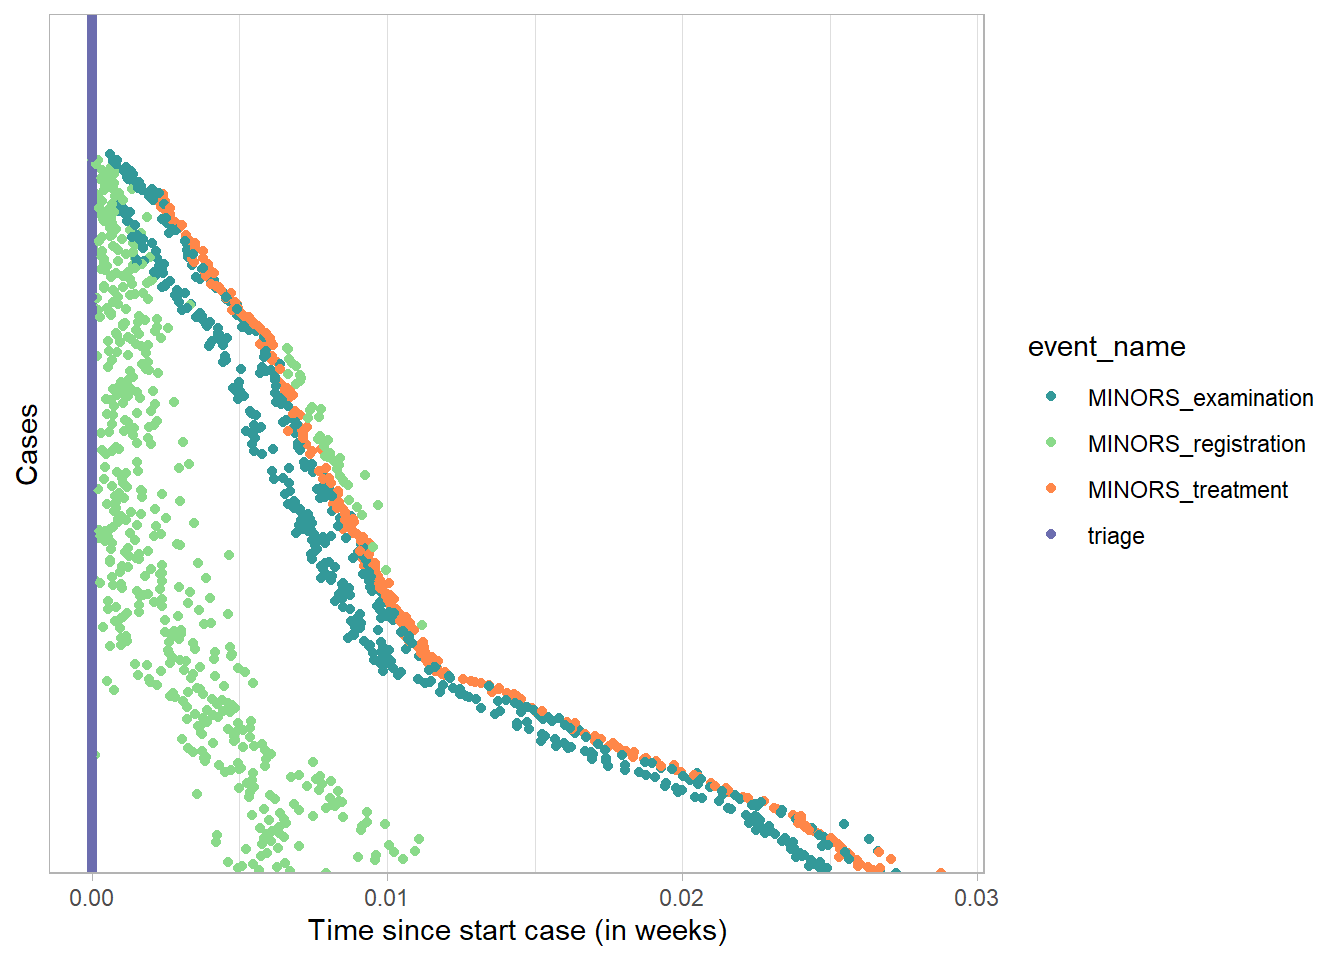 event_name
MINORS_examination
MINORS_registration
MINORS_treatment
triage
Cases
0.00
0.01
0.02
0.03
Time since start case (in weeks)